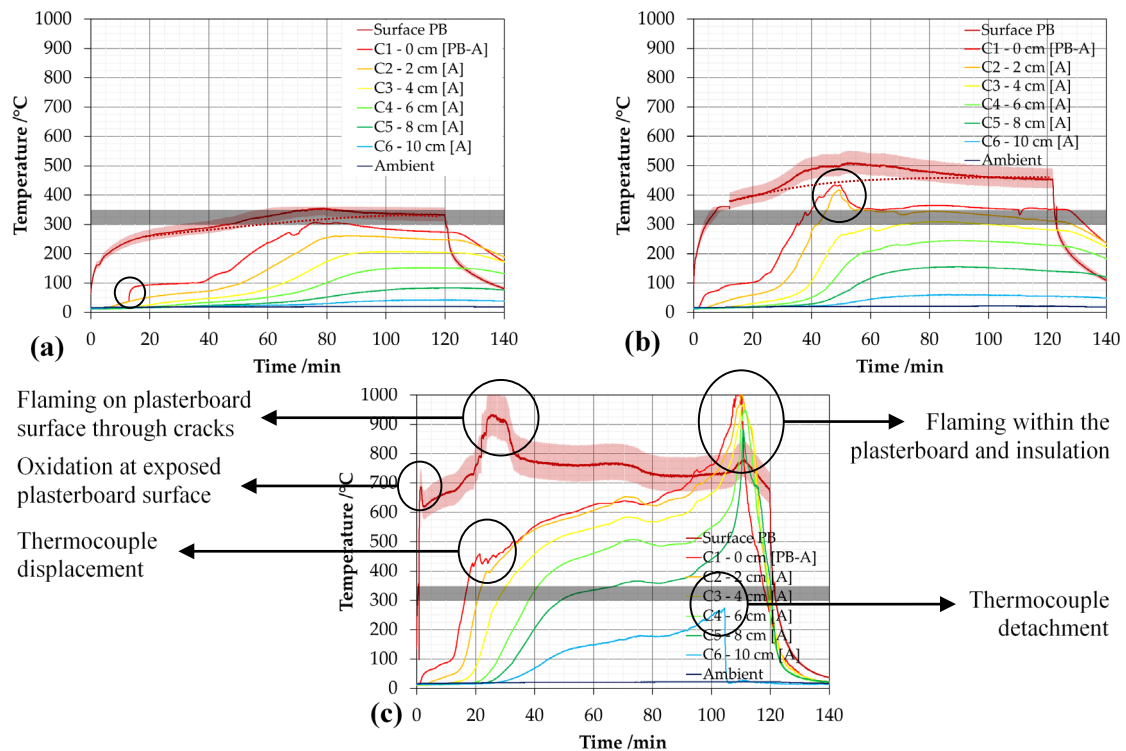 1000
900
800
700
600
500
400
300
200
100
0
Temperature /°C
Surface PB
C1 - 0 cm [PB-A]
C2 - 2 cm [A]
C3 - 4 cm [A]
C4 - 6 cm [A]
C5 - 8 cm [A]
C6 - 10 cm [A]
Ambient
0 20 40 60 80 100 120 140
Time /min
(a)
1000
900
800
700
600
500
400
300
200
100
0
Temperature /°C
Surface PB
C1 - 0 cm [PB-A]
C2 - 2 cm [A]
C3 - 4 cm [A]
C4 - 6 cm [A]
C5 - 8 cm [A]
C6 - 10 cm [A]
Ambient
0 20 40 60 80 100 120 140
Time /min
(b)
Flaming on plasterboard
surface through cracks
Oxidation at exposed
plasterboard surface
Thermocouple
displacement
1000
900
800
700
600
500
400
300
200
100
0
Temperature /°C
Surface PB
C1 - 0 cm [PB-A]
C2 - 2 cm [A]
C3 - 4 cm [A]
C4 - 6 cm [A]
C5 - 8 cm [A]
C6 - 10 cm [A]
Ambient
0 20 40 60 80 100 120 140
Time /min
(c)
Flaming within the
plasterboard and insulation
Thermocouple
detachment